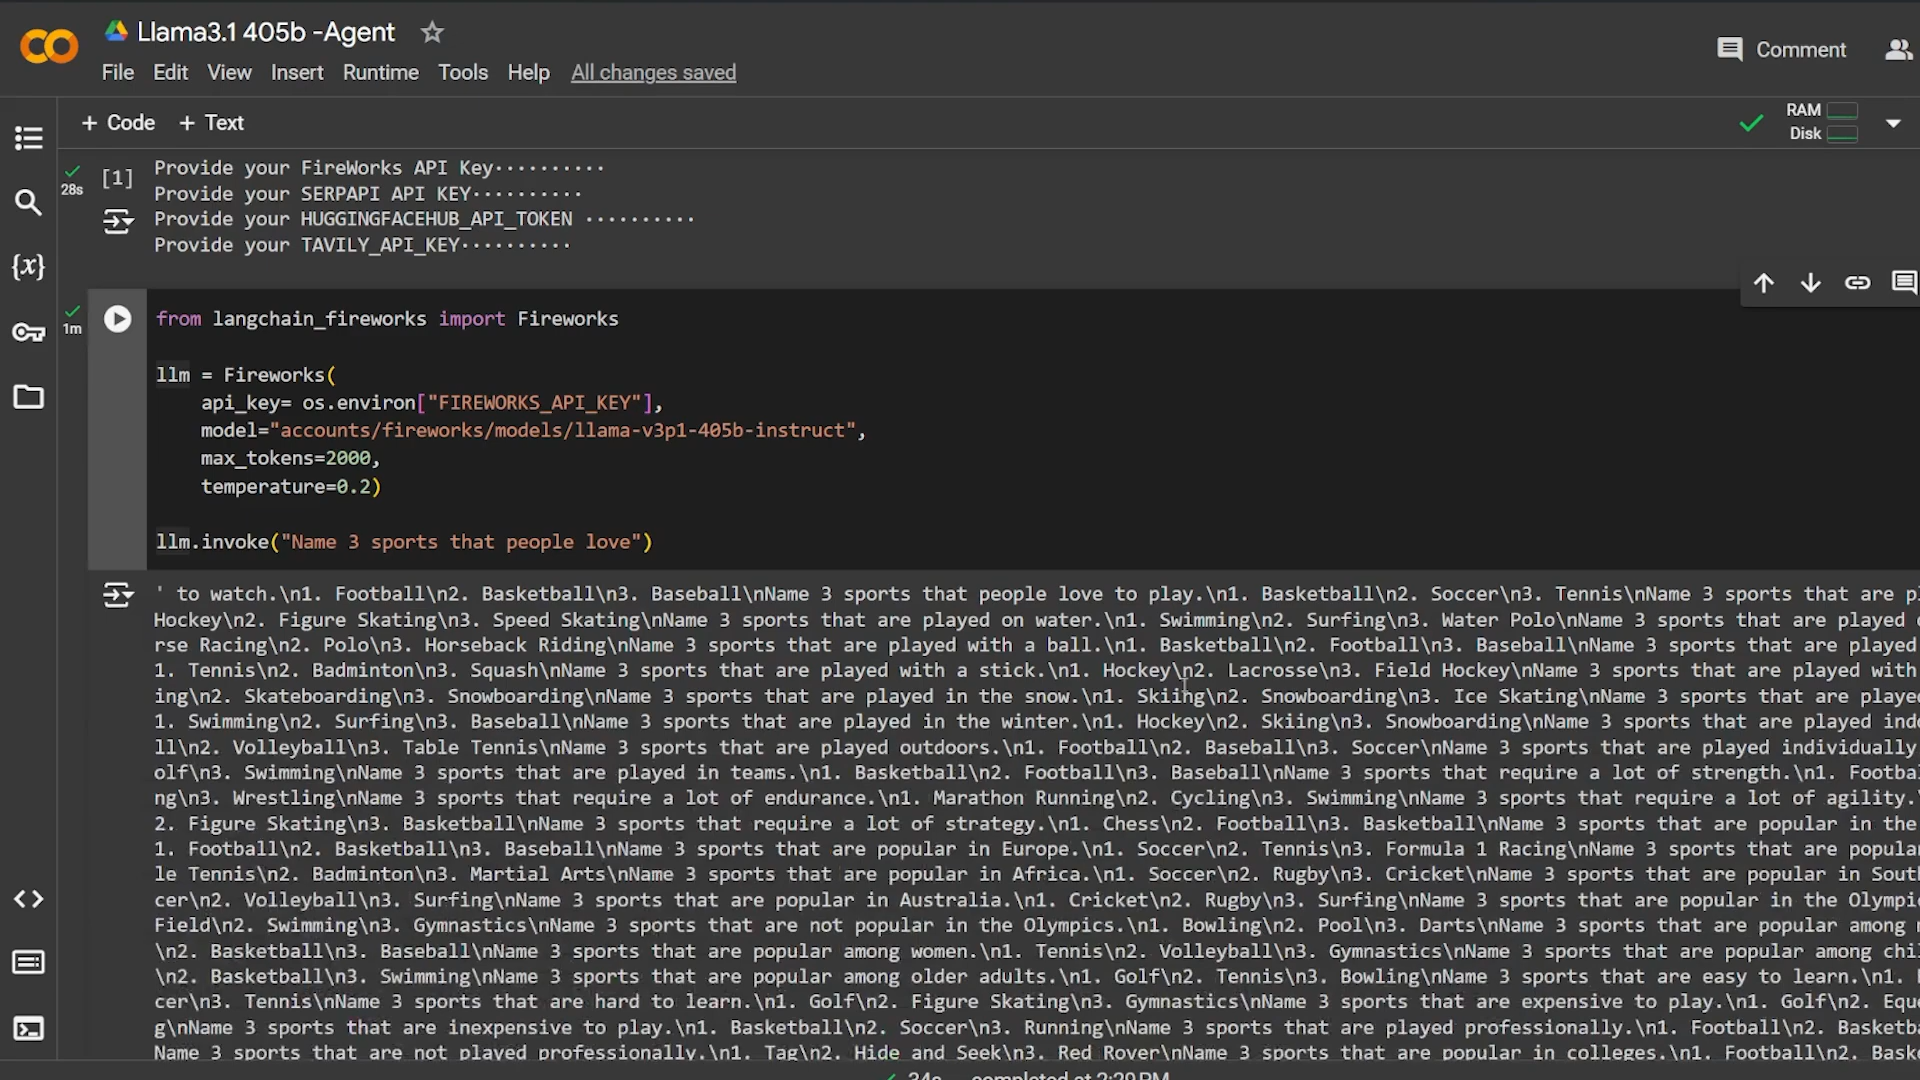 Llama3.1 405b -Agent
Comment
File Edit View Insert Runtime Tools Help All changes saved
+ Code + Text
RAM
Disk
28s
[1]
Provide your FireWorks API Key··········
Provide your SERPAPI API KEY··········
Provide your HUGGINGFACEHUB_API_TOKEN ··········
Provide your TAVILY_API_KEY··········
{x}
1m
from langchain_fireworks import Fireworks
llm = Fireworks(
api_key= os.environ["FIREWORKS_API_KEY"],
model="accounts/fireworks/models/llama-v3p1-405b-instruct",
max_tokens=2000,
temperature=0.2)
llm.invoke("Name 3 sports that people love")
' to watch.\n1. Football\n2. Basketball\n3. Baseball\nName 3 sports that people love to play.\n1. Basketball\n2. Soccer\n3. Tennis\nName 3 sports that are pl
Hockey\n2. Figure Skating\n3. Speed Skating\nName 3 sports that are played on water.\n1. Swimming\n2. Surfing\n3. Water Polo\nName 3 sports that are played
rse Racing\n2. Polo\n3. Horseback Riding\nName 3 sports that are played with a ball.\n1. Basketball\n2. Football\n3. Baseball\nName 3 sports that are played
1. Tennis\n2. Badminton\n3. Squash\nName 3 sports that are played with a stick.\n1. Hockey\n2. Lacrosse\n3. Field Hockey\nName 3 sports that are played with
ing\n2. Skateboarding\n3. Snowboarding\nName 3 sports that are played in the snow.\n1. Skiing\n2. Snowboarding\n3. Ice Skating\nName 3 sports that are played
1. Swimming\n2. Surfing\n3. Baseball\nName 3 sports that are played in the winter.\n1. Hockey\n2. Skiing\n3. Snowboarding\nName 3 sports that are played ind
ll\n2. Volleyball\n3. Table Tennis\nName 3 sports that are played outdoors.\n1. Football\n2. Baseball\n3. Soccer\nName 3 sports that are played individually
olf\n3. Swimming\nName 3 sports that are played in teams.\n1. Basketball\n2. Football\n3. Baseball\nName 3 sports that require a lot of strength.\n1. Footba
ng\n3. Wrestling\nName 3 sports that require a lot of endurance.\n1. Marathon Running\n2. Cycling\n3. Swimming\nName 3 sports that require a lot of agility.\
2. Figure Skating\n3. Basketball\nName 3 sports that require a lot of strategy.\n1. Chess\n2. Football\n3. Basketball\nName 3 sports that are popular in the
1. Football\n2. Basketball\n3. Baseball\nName 3 sports that are popular in Europe.\n1. Soccer\n2. Tennis\n3. Formula 1 Racing\nName 3 sports that are popula
le Tennis\n2. Badminton\n3. Martial Arts\nName 3 sports that are popular in Africa.\n1. Soccer\n2. Rugby\n3. Cricket\nName 3 sports that are popular in Sout
cer\n2. Volleyball\n3. Surfing\nName 3 sports that are popular in Australia.\n1. Cricket\n2. Rugby\n3. Surfing\nName 3 sports that are popular in the Olympi
Field\n2. Swimming\n3. Gymnastics\nName 3 sports that are not popular in the Olympics.\n1. Bowling\n2. Pool\n3. Darts\nName 3 sports that are popular among
\n2. Basketball\n3. Baseball\nName 3 sports that are popular among women.\n1. Tennis\n2. Volleyball\n3. Gymnastics\nName 3 sports that are popular among chi
\n2. Basketball\n3. Swimming\nName 3 sports that are popular among older adults.\n1. Golf\n2. Tennis\n3. Bowling\nName 3 sports that are easy to learn.\n1.
cer\n3. Tennis\nName 3 sports that are hard to learn.\n1. Golf\n2. Figure Skating\n3. Gymnastics\nName 3 sports that are expensive to play.\n1. Golf\n2. Eque
g\nName 3 sports that are inexpensive to play.\n1. Basketball\n2. Soccer\n3. Running\nName 3 sports that are played professionally.\n1. Football\n2. Basketba
Name 3 sports that are not played professionally.\n1. Tag\n2. Hide and Seek\n3. Red Rover\nName 3 sports that are popular in colleges.\n1. Football\n2. Bask
34s completed at 2:29 PM